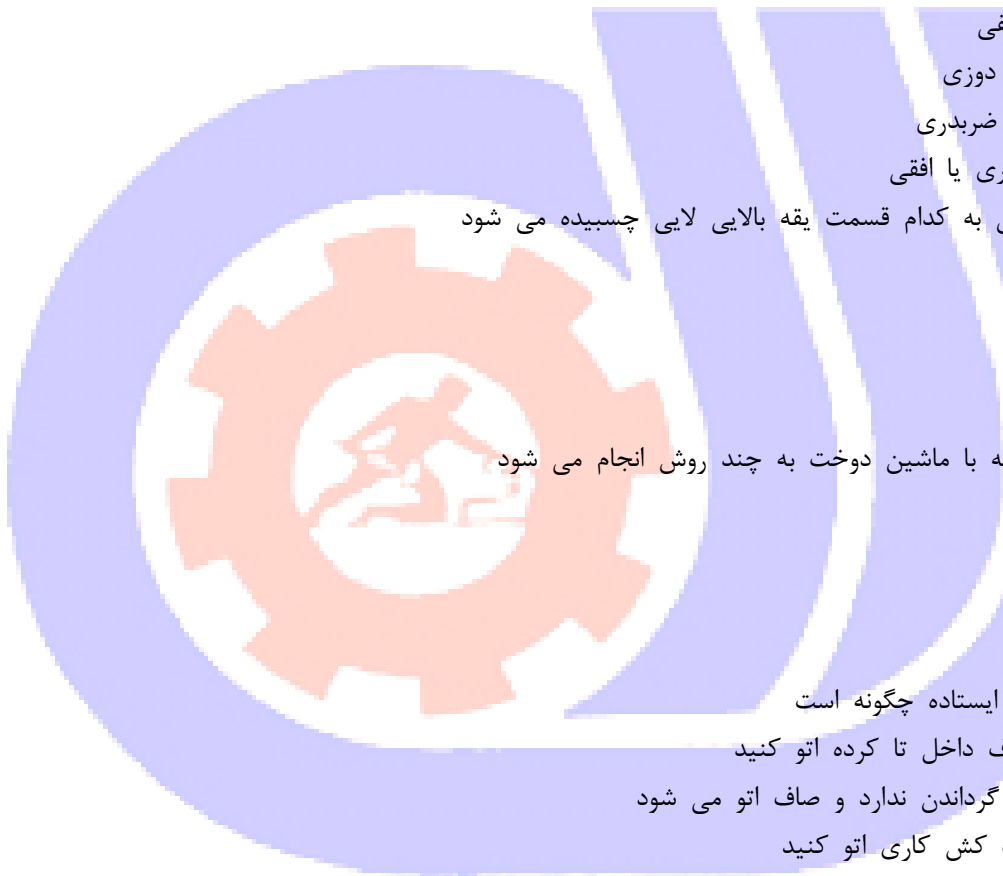 دوزی
ضربدری
یا افقی
به کدام قسمت یقه بالایی لایی چسبیده می شود
با ماشین دوخت به چند روش انجام می شود
ایستاده چگونه است
داخل تا کرده اتو کنید
گرداندن ندارد و صاف اتو می شود
کش کاری اتو کنید